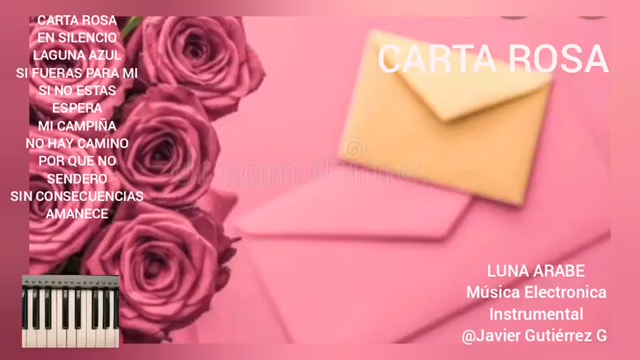 CARTA ROSA
EN SILENCIO
LAGUNA AZUL
SI FUERAS PARA MI
SI NO ESTAS
ESPERA
MI CAMPIÑA
NO HAY CAMINO
POR QUE NO
SENDERO
SIN CONSECUENCIAS
AMANECE
CARTA ROSA
LUNA ARABE
Música Electronica
Instrumental
@Javier Gutiérrez G